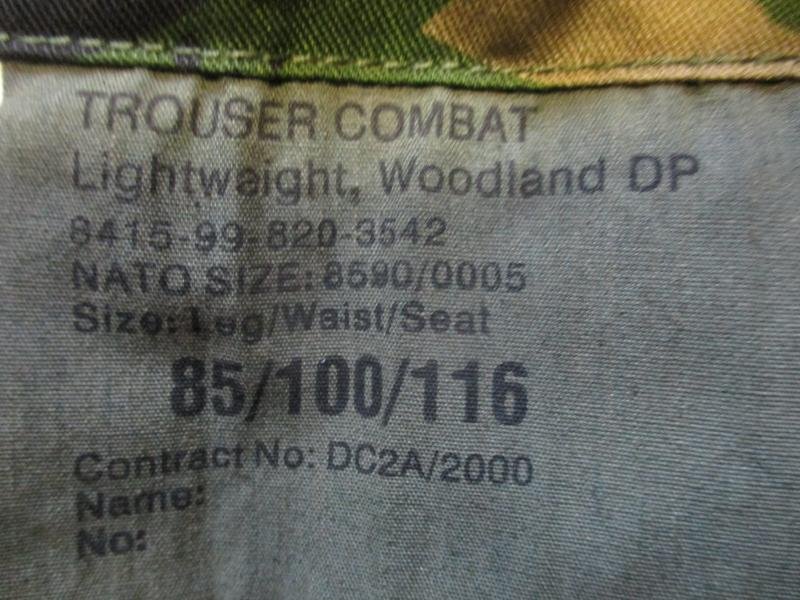 TROUSER COMBAT
Lightweight, Woodland DP
8415-99-820-3542
NATO SIZE: 8590/0005
Size: Leg/Waist/Seat
85/100/116
Contract No: DC2A/2000
Name:
No: